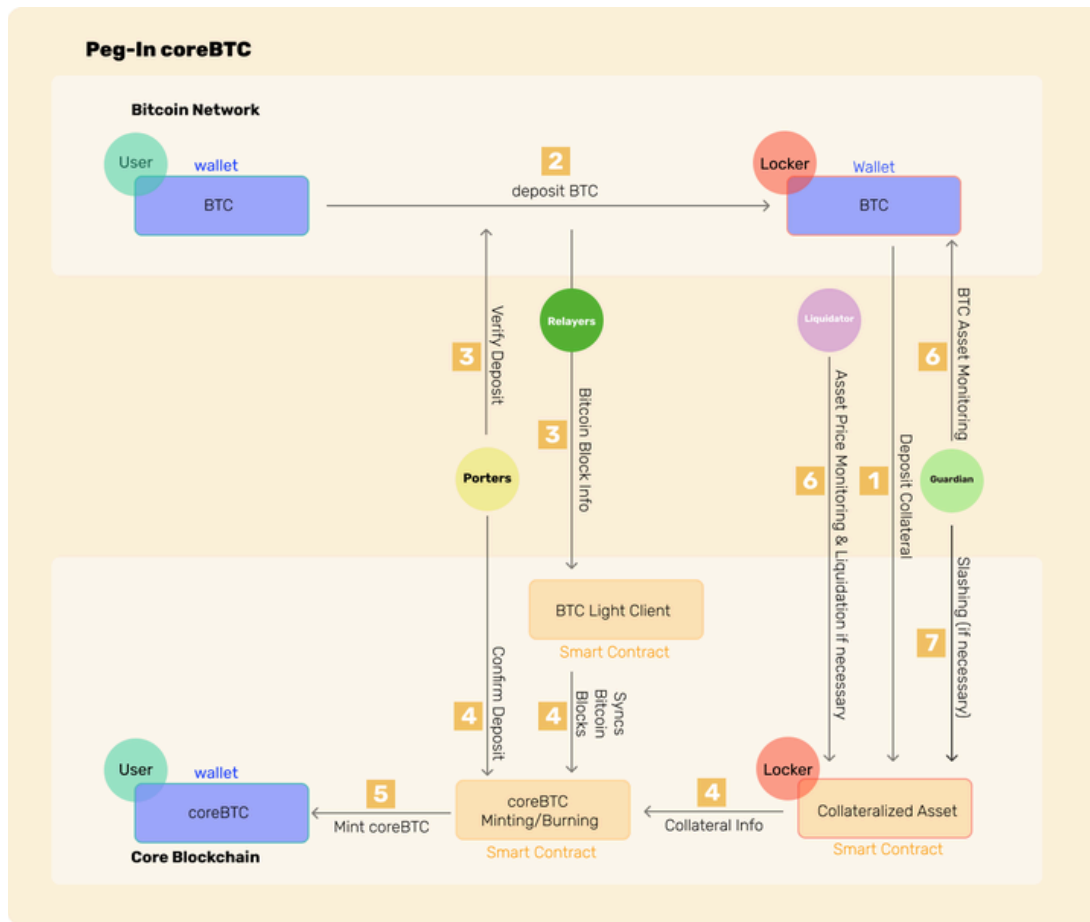 Peg-In coreBTC
Bitcoin Network
User
wallet
BTC
2
deposit BTC
Locker
Wallet
BTC
Verify Deposit
3
Relayers
3
Bitcoin Block Info
Liquidator
6
Asset Price Monitoring & Liquidation if necessary
1
Deposit Collateral
6
BTC Asset Monitoring
Porters
Guardian
7
Slashing (if necessary)
BTC Light Client
Smart Contract
4
Confirm Deposit
4
Syncs
Bitcoin
Blocks
User
wallet
coreBTC
Core Blockchain
5
Mint coreBTC
coreBTC
Minting/Burning
Smart Contract
4
Collateral Info
Locker
Collateralized Asset
Smart Contract